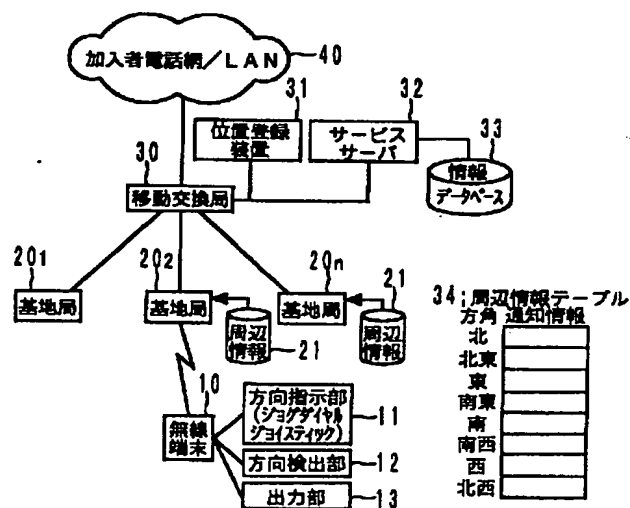 加入者電話網／LAN
40
31
位置登録
装置
32
サービス
サーバ
33
情報
データベース
30
移動交換局
20₁
基地局
20₂
基地局
周辺
情報
21
20n
基地局
21
周辺
情報
10
無線
端末
方向指示部
(ジョグダイヤル
ジョイスティック)
11
方向検出部
12
出力部
13
34;周辺情報テーブル
方角 通知情報
北
北東
東
南東
南
南西
西
北西